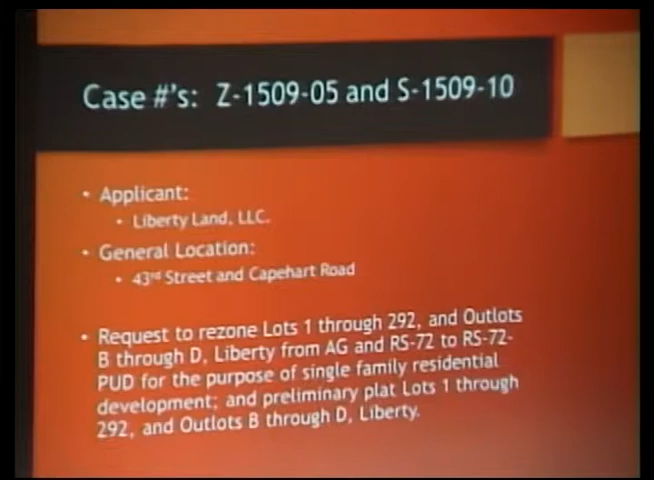 Case #'s: Z-1509-05 and S-1509-10
• Applicant:
• Liberty Land, LLC.
• General Location:
• 43rd Street and Capehart Road
• Request to rezone Lots 1 through 292, and Outlots
B through D, Liberty from AG and RS-72 to RS-72-
PUD for the purpose of single family residential
development; and preliminary plat Lots 1 through
292, and Outlots B through D, Liberty.